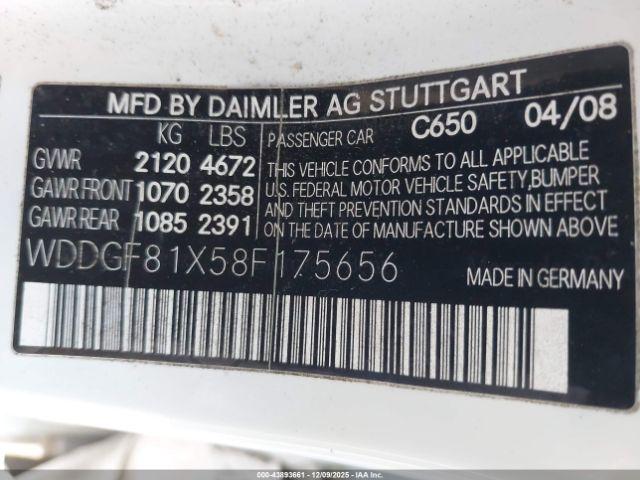 MFD BY DAIMLER AG STUTTGART
KG LBS PASSENGER CAR C650 04/08
GVWR 2120 4672 THIS VEHICLE CONFORMS TO ALL APPLICABLE
GAWR FRONT 1070 2358 U.S. FEDERAL MOTOR VEHICLE SAFETY, BUMPER
GAWR REAR 1085 2391 AND THEFT PREVENTION STANDARDS IN EFFECT
ON THE DATE OF MANUFACTURE SHOWN ABOVE
WDDGF81X58F175656 MADE IN GERMANY
000-43893661 - 12/09/2025 - IAA Inc.